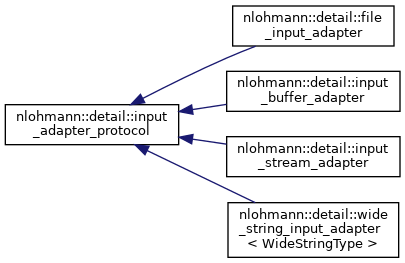 nlohmann::detail::file
_input_adapter
nlohmann::detail::input
_buffer_adapter
nlohmann::detail::input
_adapter_protocol
nlohmann::detail::input
_stream_adapter
nlohmann::detail::wide
_string_input_adapter
< WideStringType >